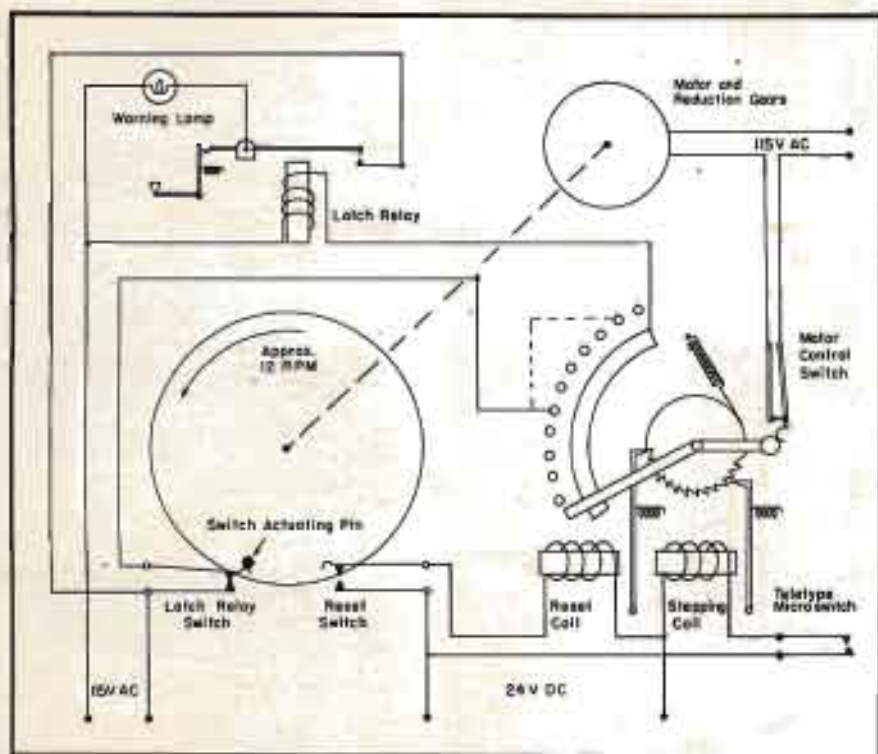 Motor and
Reduction Gears
115V AC
Warning Lamp
Latch Relay
Approx.
12 RPM
Motor
Control
Switch
Switch Actuating Pin
Latch Relay
Switch
Reset
Switch
Reset
Coil
Stepping
Coil
Teletype
Microswitch
115V AC
24V DC